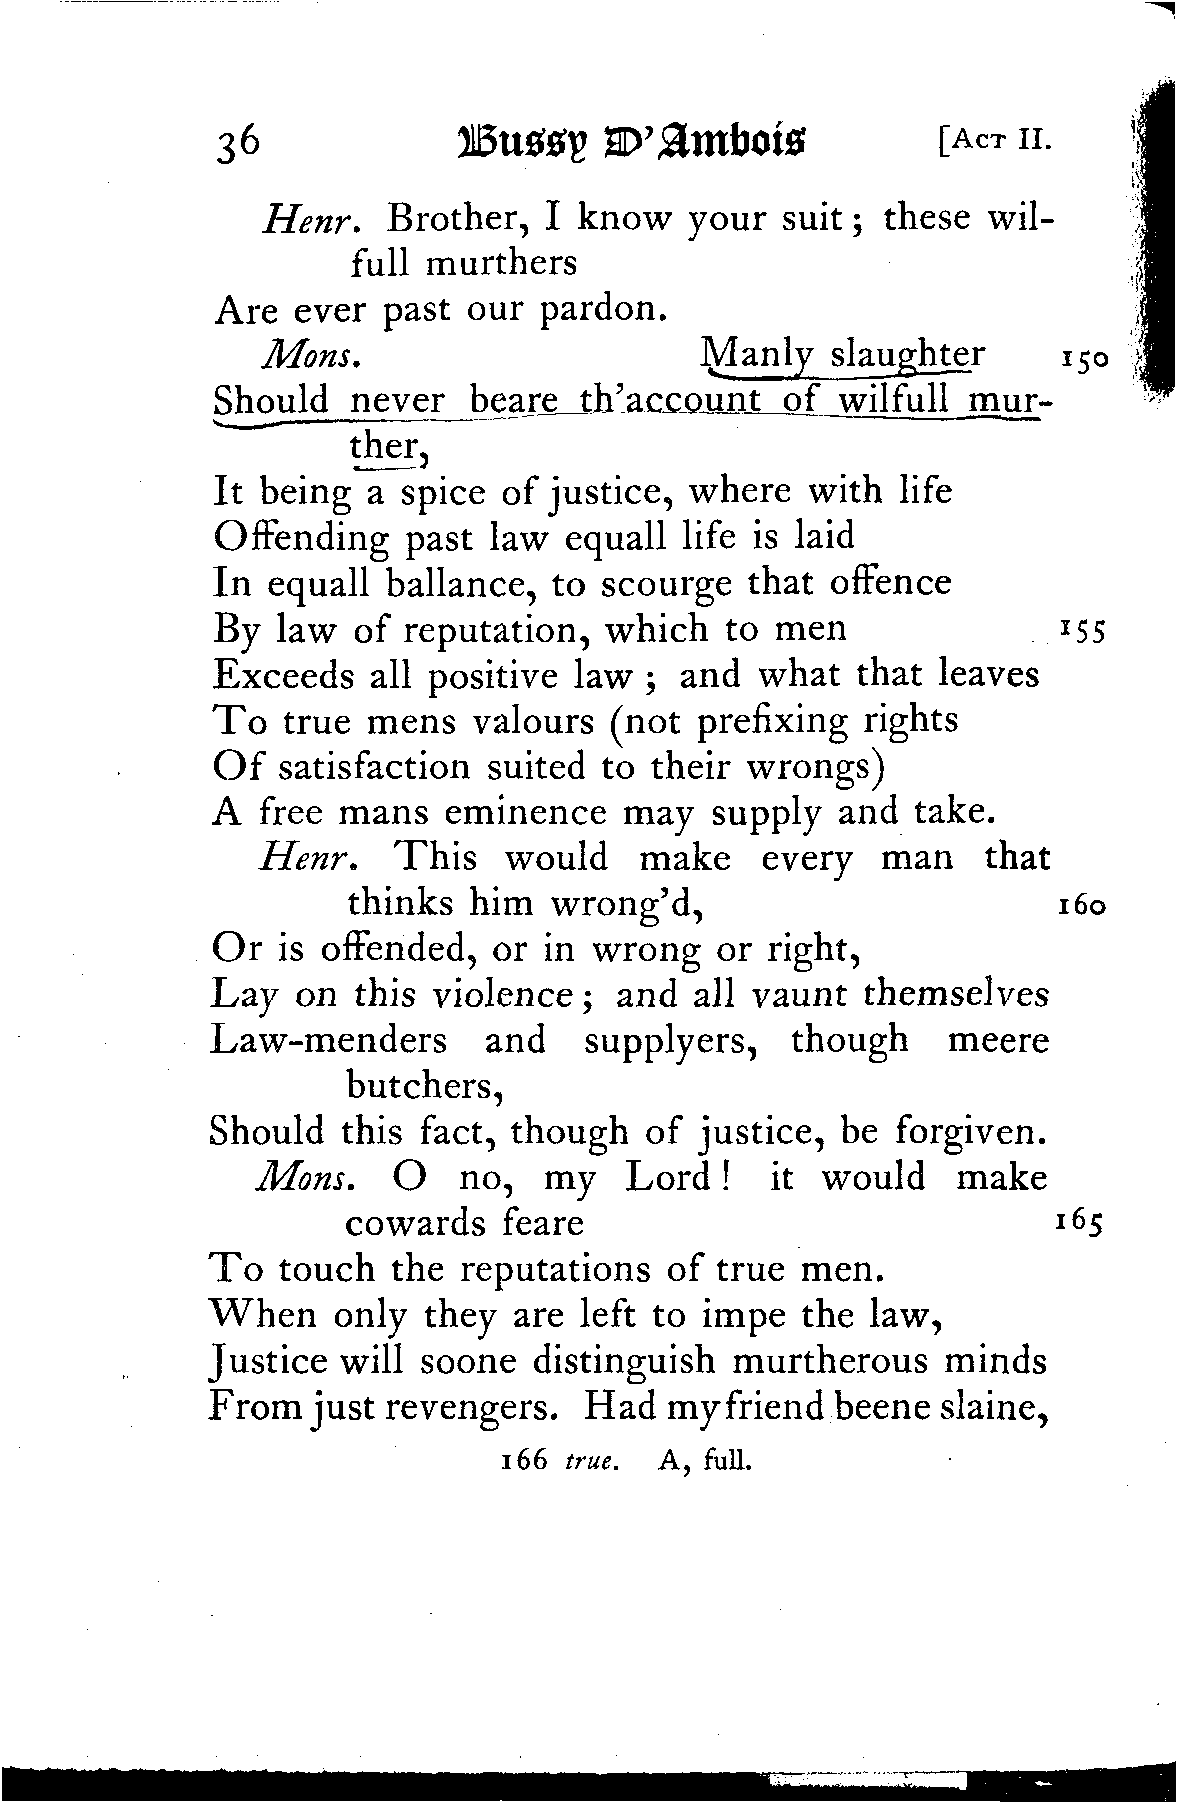 36 Bussy D'Ambois [ACT II.
Henr. Brother, I know your suit; these wil-
full murthers
Are ever past our pardon.
Mons. Manly slaughter 150
Should never beare th'account of wilfull mur-
ther,
It being a spice of justice, where with life
Offending past law equall life is laid
In equall ballance, to scourge that offence
By law of reputation, which to men 155
Exceeds all positive law; and what that leaves
To true mens valours (not prefixing rights
Of satisfaction suited to their wrongs)
A free mans eminence may supply and take.
Henr. This would make every man that
thinks him wrong'd, 160
Or is offended, or in wrong or right,
Lay on this violence; and all vaunt themselves
Law-menders and supplyers, though meere
butchers,
Should this fact, though of justice, be forgiven.
Mons. O no, my Lord! it would make
cowards feare 165
To touch the reputations of true men.
When only they are left to impe the law,
Justice will soone distinguish murtherous minds
From just revengers. Had my friend beene slaine,
166 true. A, full.